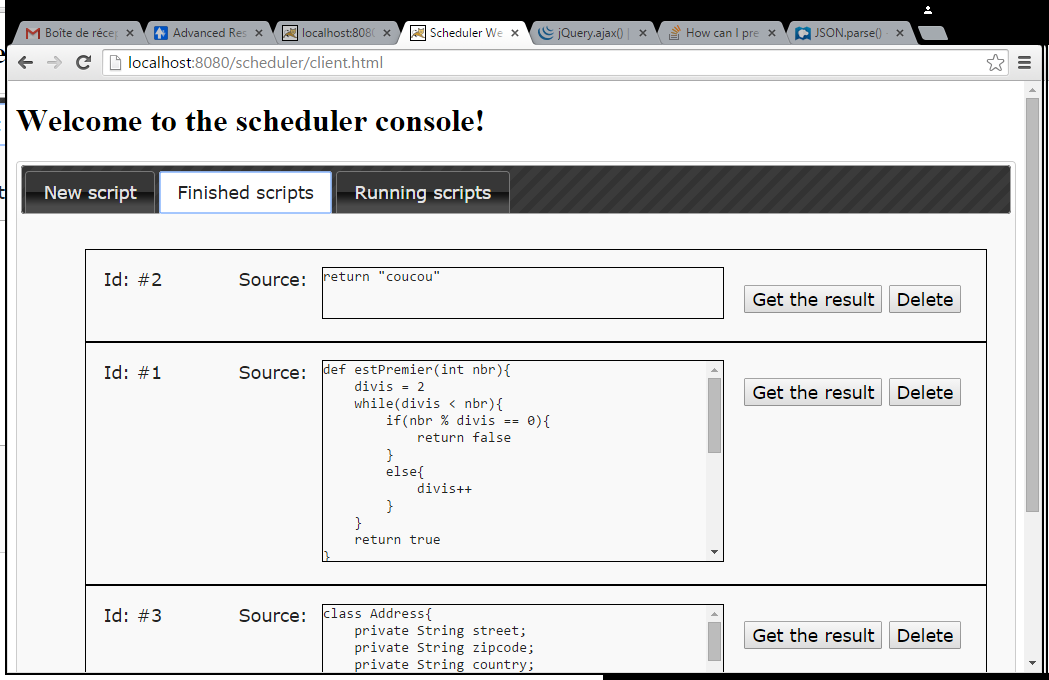 Boîte de réce
Advanced Res
localhost:808
Scheduler We
jQuery.ajax() |
How can I pre
JSON.parse() -
localhost:8080/scheduler/client.html
Welcome to the scheduler console!
New script
Finished scripts
Running scripts
Id: #2
Source:
return "coucou"
Get the result
Delete
Id: #1
Source:
def estPremier(int nbr){
    divis = 2
    while(divis < nbr){
        if(nbr % divis == 0){
            return false
        }
        else{
            divis++
        }
    }
    return true
}
Get the result
Delete
Id: #3
Source:
class Address{
    private String street;
    private String zipcode;
    private String country;
Get the result
Delete